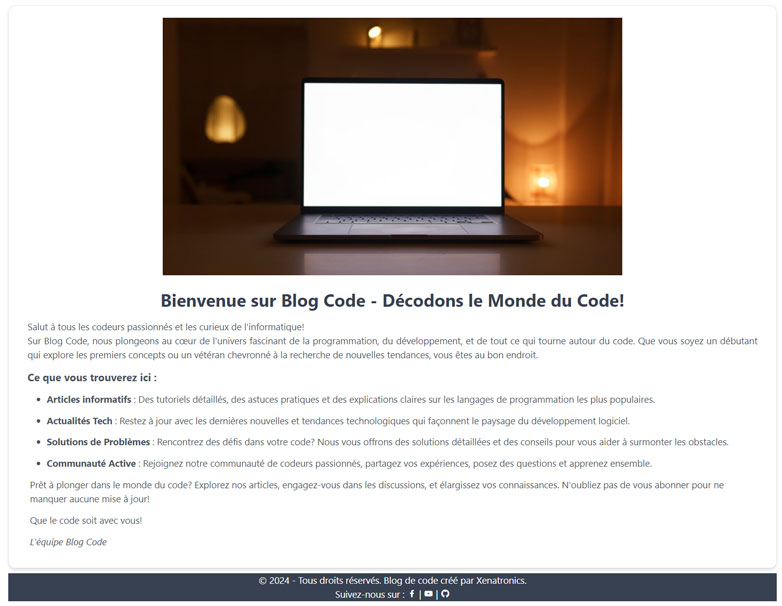 Bienvenue sur Blog Code - Décodons le Monde du Code!
Salut à tous les codeurs passionnés et les curieux de l'informatique!
Sur Blog Code, nous plongeons au cœur de l'univers fascinant de la programmation, du développement, et de tout ce qui tourne autour du code. Que vous soyez un débutant
qui explore les premiers concepts ou un vétéran chevronné à la recherche de nouvelles tendances, vous êtes au bon endroit.
Ce que vous trouverez ici :
• Articles informatifs : Des tutoriels détaillés, des astuces pratiques et des explications claires sur les langages de programmation les plus populaires.
• Actualités Tech : Restez à jour avec les dernières nouvelles et tendances technologiques qui façonnent le paysage du développement logiciel.
• Solutions de Problèmes : Rencontrez des défis dans votre code? Nous vous offrons des solutions détaillées et des conseils pour vous aider à surmonter les obstacles.
• Communauté Active : Rejoignez notre communauté de codeurs passionnés, partagez vos expériences, posez des questions et apprenez ensemble.
Prêt à plonger dans le monde du code? Explorez nos articles, engagez-vous dans les discussions, et élargissez vos connaissances. N'oubliez pas de vous abonner pour ne
manquer aucune mise à jour!
Que le code soit avec vous!
L'équipe Blog Code
© 2024 - Tous droits réservés. Blog de code créé par Xenatronics.
Suivez-nous sur : | |